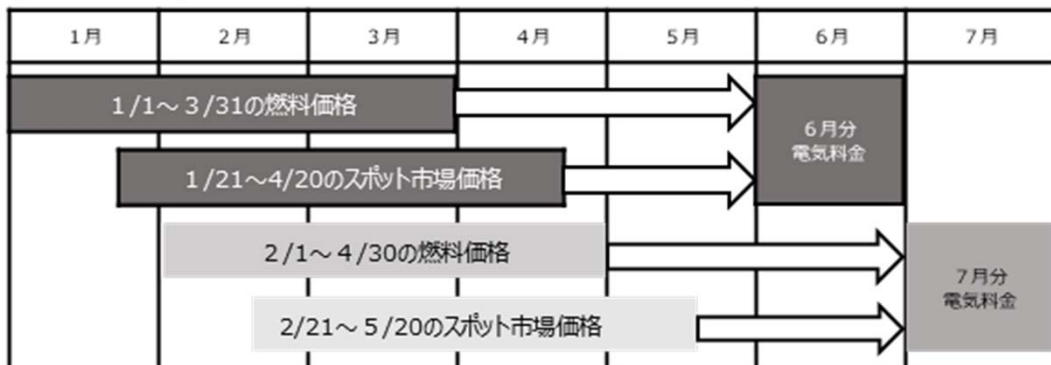 1月 2月 3月 4月 5月 6月 7月
1/1～3/31の燃料価格
6月分
電気料金
1/21～4/20のスポット市場価格
2/1～4/30の燃料価格
7月分
電気料金
2/21～5/20のスポット市場価格